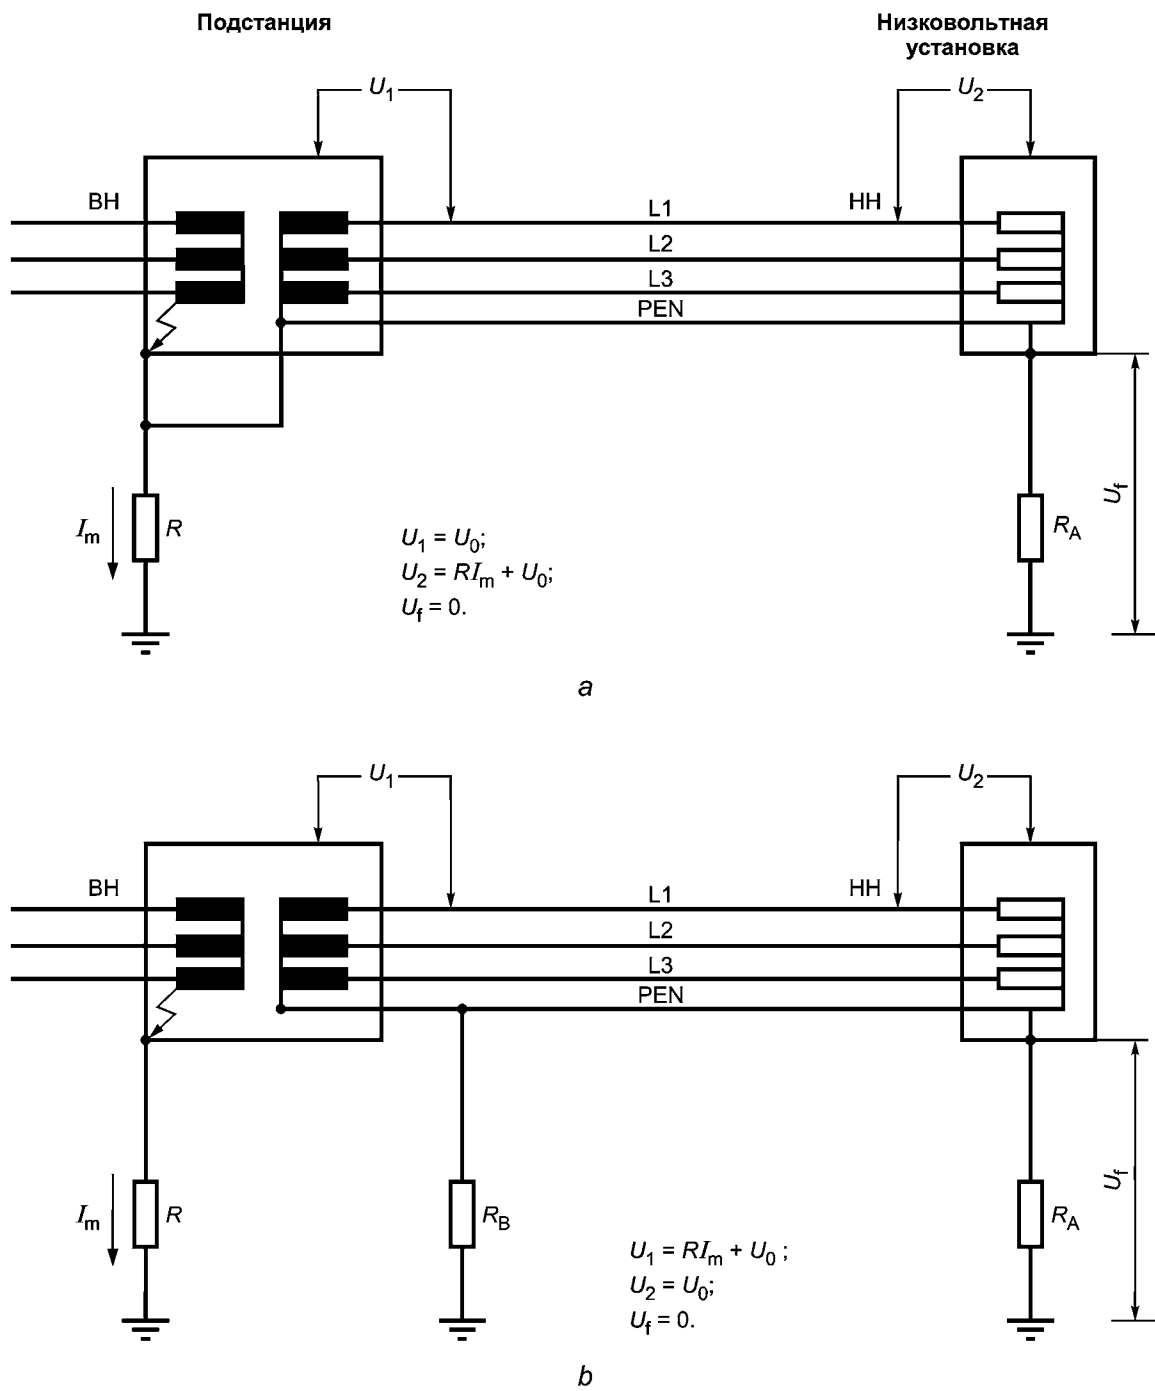 Подстанция
Низковольтная
установка
U1
U2
ВН
L1
НН
L2
L3
PEN
Im
R
RA
Uf
U1 = U0;
U2 = RIm + U0;
Uf = 0.
a
U1
U2
ВН
L1
НН
L2
L3
PEN
Im
R
RB
RA
Uf
U1 = RIm + U0 ;
U2 = U0;
Uf = 0.
b